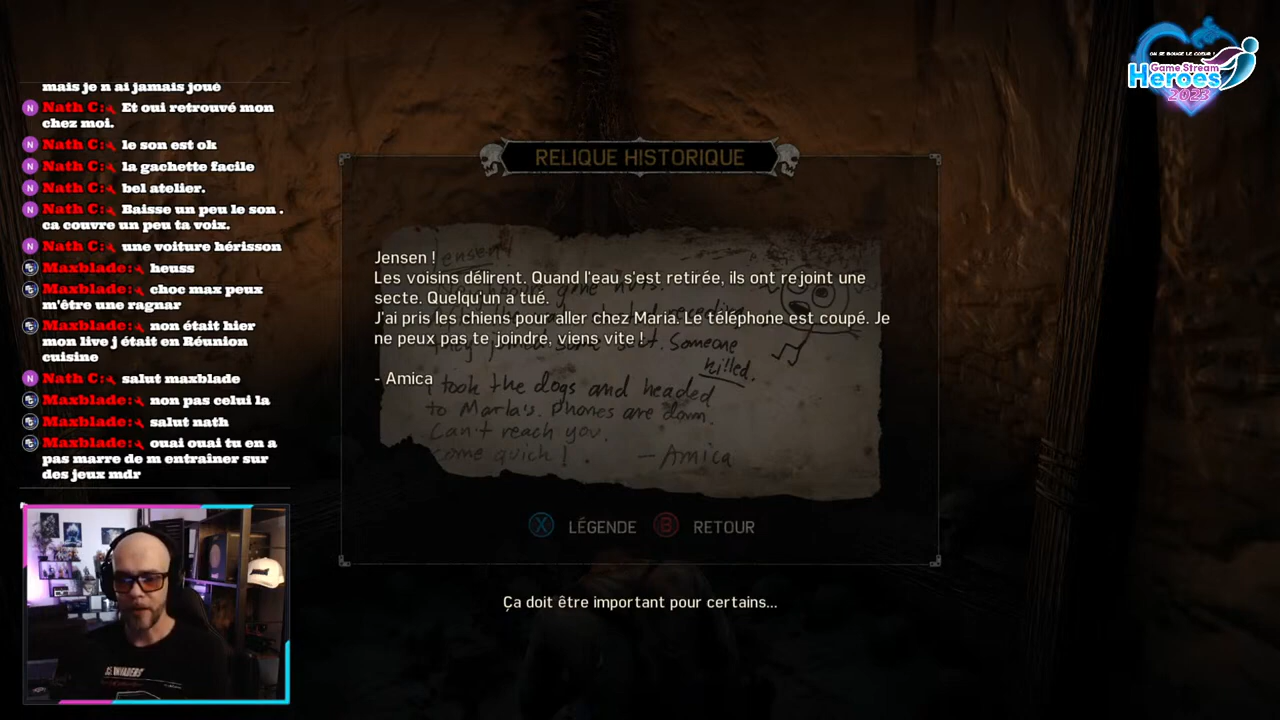 mais je n ai jamais joué
Nath C: Et oui retrouvé mon
chez moi.
Nath C: le son est ok
Nath C: la gachette facile
Nath C: bel atelier.
Nath C: Baisse un peu le son .
ca couvre un peu ta voix.
Nath C: une voiture hérisson
Maxblade: heuss
Maxblade: choc max peux
m'être une ragnar
Maxblade: non était hier
mon live j était en Réunion
cuisine
Nath C: salut maxblade
Maxblade: non pas celui la
Maxblade: salut nath
Maxblade: ouai ouai tu en a
pas marre de m entraîner sur
des jeux mdr
ON SE BOUGE LE COEUR !
Game Stream
Heroes
2023
RELIQUE HISTORIQUE
Jensen !
Les voisins délirent. Quand l'eau s'est retirée, ils ont rejoint une
secte. Quelqu'un a tué.
J'ai pris les chiens pour aller chez Maria. Le téléphone est coupé. Je
ne peux pas te joindre, viens vite !
- Amica
Someone
killed.
I took the dogs and headed
to Maria's. Phones are down.
Can't reach you.
come quick !
- Amica
X LÉGENDE B RETOUR
Ça doit être important pour certains...